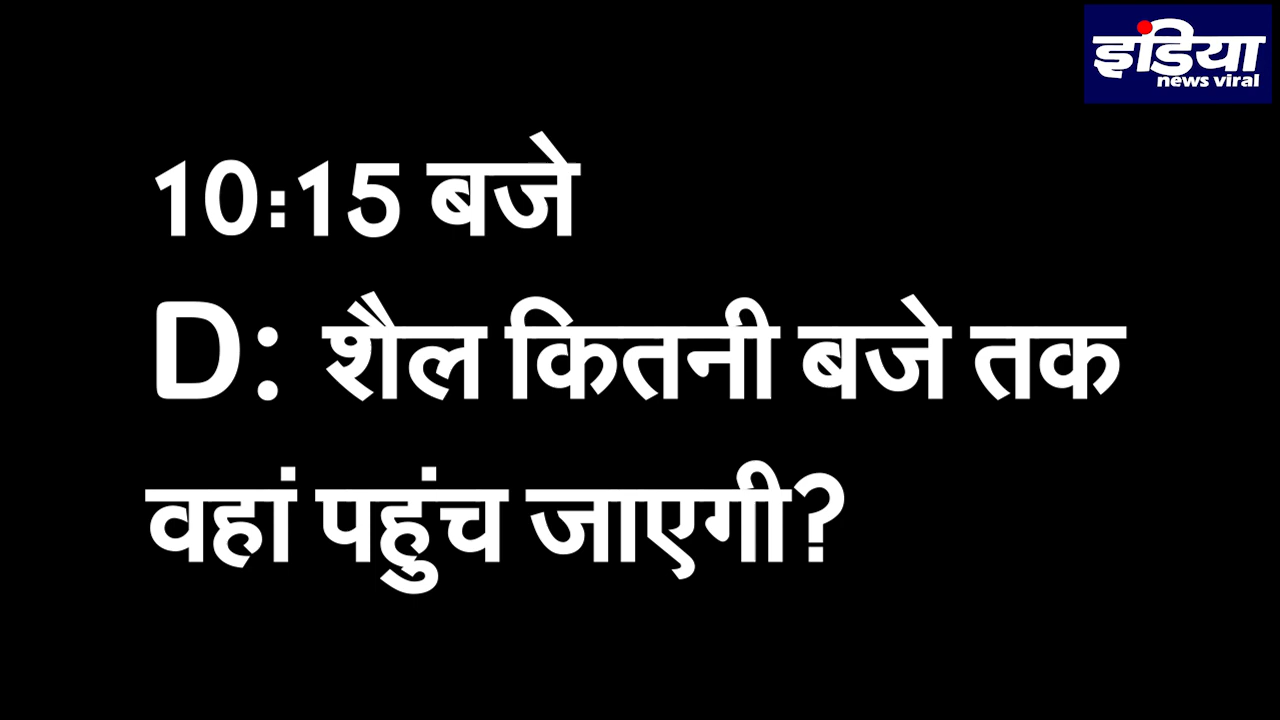 इंडिया
news viral
10:15 बजे
D: शैल कितनी बजे तक
वहां पहुंच जाएगी?